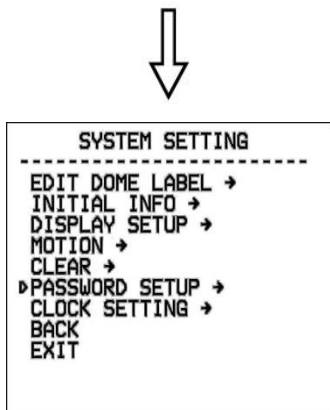 SYSTEM SETTING
EDIT DOME LABEL →
INITIAL INFO →
DISPLAY SETUP →
MOTION →
CLEAR →
PASSWORD SETUP →
CLOCK SETTING →
BACK
EXIT